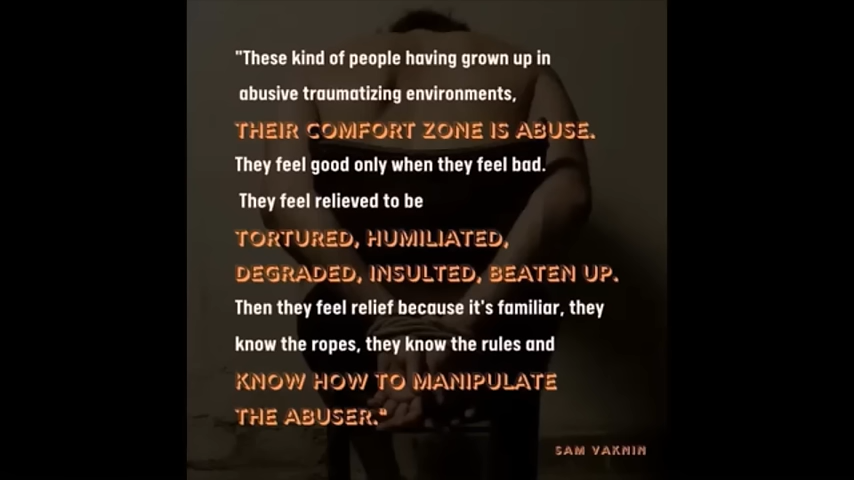 "These kind of people having grown up in
abusive traumatizing environments,
THEIR COMFORT ZONE IS ABUSE.
They feel good only when they feel bad.
They feel relieved to be
TORTURED, HUMILIATED,
DEGRADED, INSULTED, BEATEN UP.
Then they feel relief because it's familiar, they
know the ropes, they know the rules and
KNOW HOW TO MANIPULATE
THE ABUSER."
SAM VAKNIN